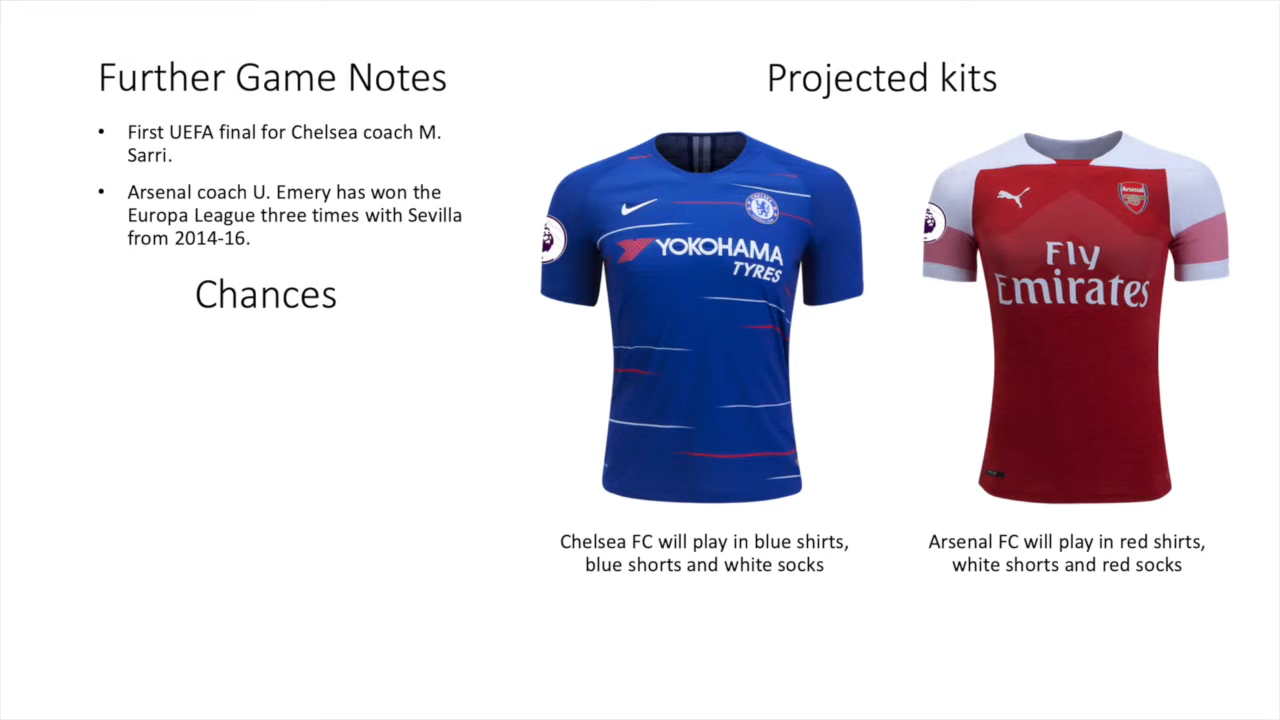 Further Game Notes
• First UEFA final for Chelsea coach M.
Sarri.
• Arsenal coach U. Emery has won the
Europa League three times with Sevilla
from 2014-16.
Chances
Projected kits
YOKOHAMA
TYRES
Arsenal
Fly
Emirates
Chelsea FC will play in blue shirts,
blue shorts and white socks
Arsenal FC will play in red shirts,
white shorts and red socks